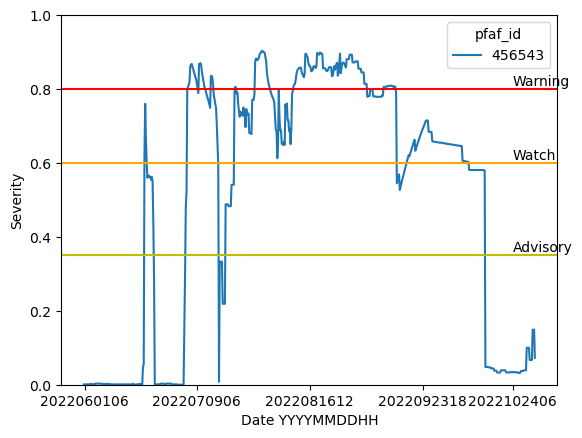 pfaf_id
456543
1.0
0.8
0.6
0.4
0.2
0.0
Severity
Warning
Watch
Advisory
2022060106 2022070906 2022081612 2022092318 2022102406
Date YYYYMMDDHH